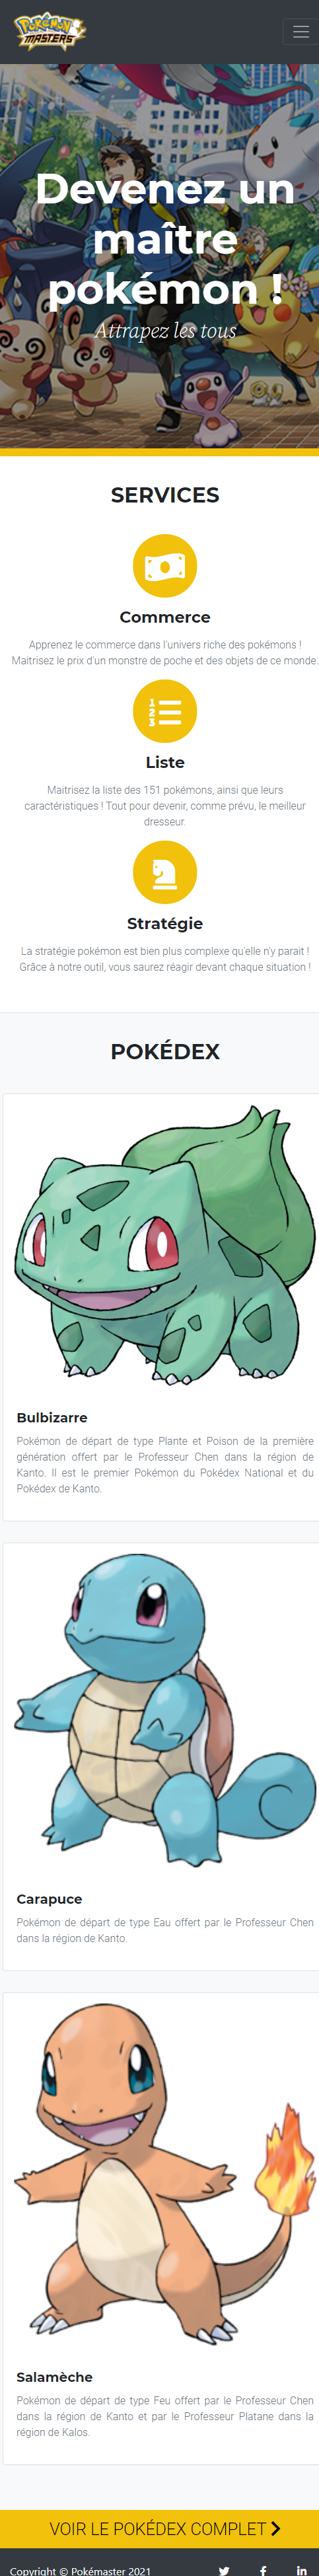 POKÉMON
MASTERS
Devenez un
maître
pokémon !
Attrapez les tous
SERVICES
Commerce
Apprenez le commerce dans l'univers riche des pokémons !
Maitrisez le prix d'un monstre de poche et des objets de ce monde.
1
2
3
Liste
Maitrisez la liste des 151 pokémons, ainsi que leurs
caractéristiques ! Tout pour devenir, comme prévu, le meilleur
dresseur.
Stratégie
La stratégie pokémon est bien plus complexe qu'elle n'y parait !
Grâce à notre outil, vous saurez réagir devant chaque situation !
POKÉDEX
Bulbizarre
Pokémon de départ de type Plante et Poison de la première
génération offert par le Professeur Chen dans la région de
Kanto. Il est le premier Pokémon du Pokédex National et du
Pokédex de Kanto.
Carapuce
Pokémon de départ de type Eau offert par le Professeur Chen
dans la région de Kanto.
Salamèche
Pokémon de départ de type Feu offert par le Professeur Chen
dans la région de Kanto et par le Professeur Platane dans la
région de Kalos.
VOIR LE POKÉDEX COMPLET
Copyright © Pokémaster 2021